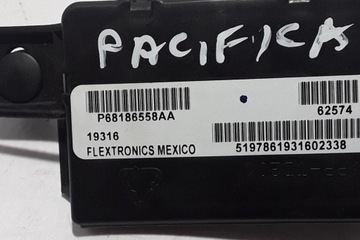 PACIFICA
P68186558AA
62574
19316
FLEXTRONICS MEXICO
5197861931602338